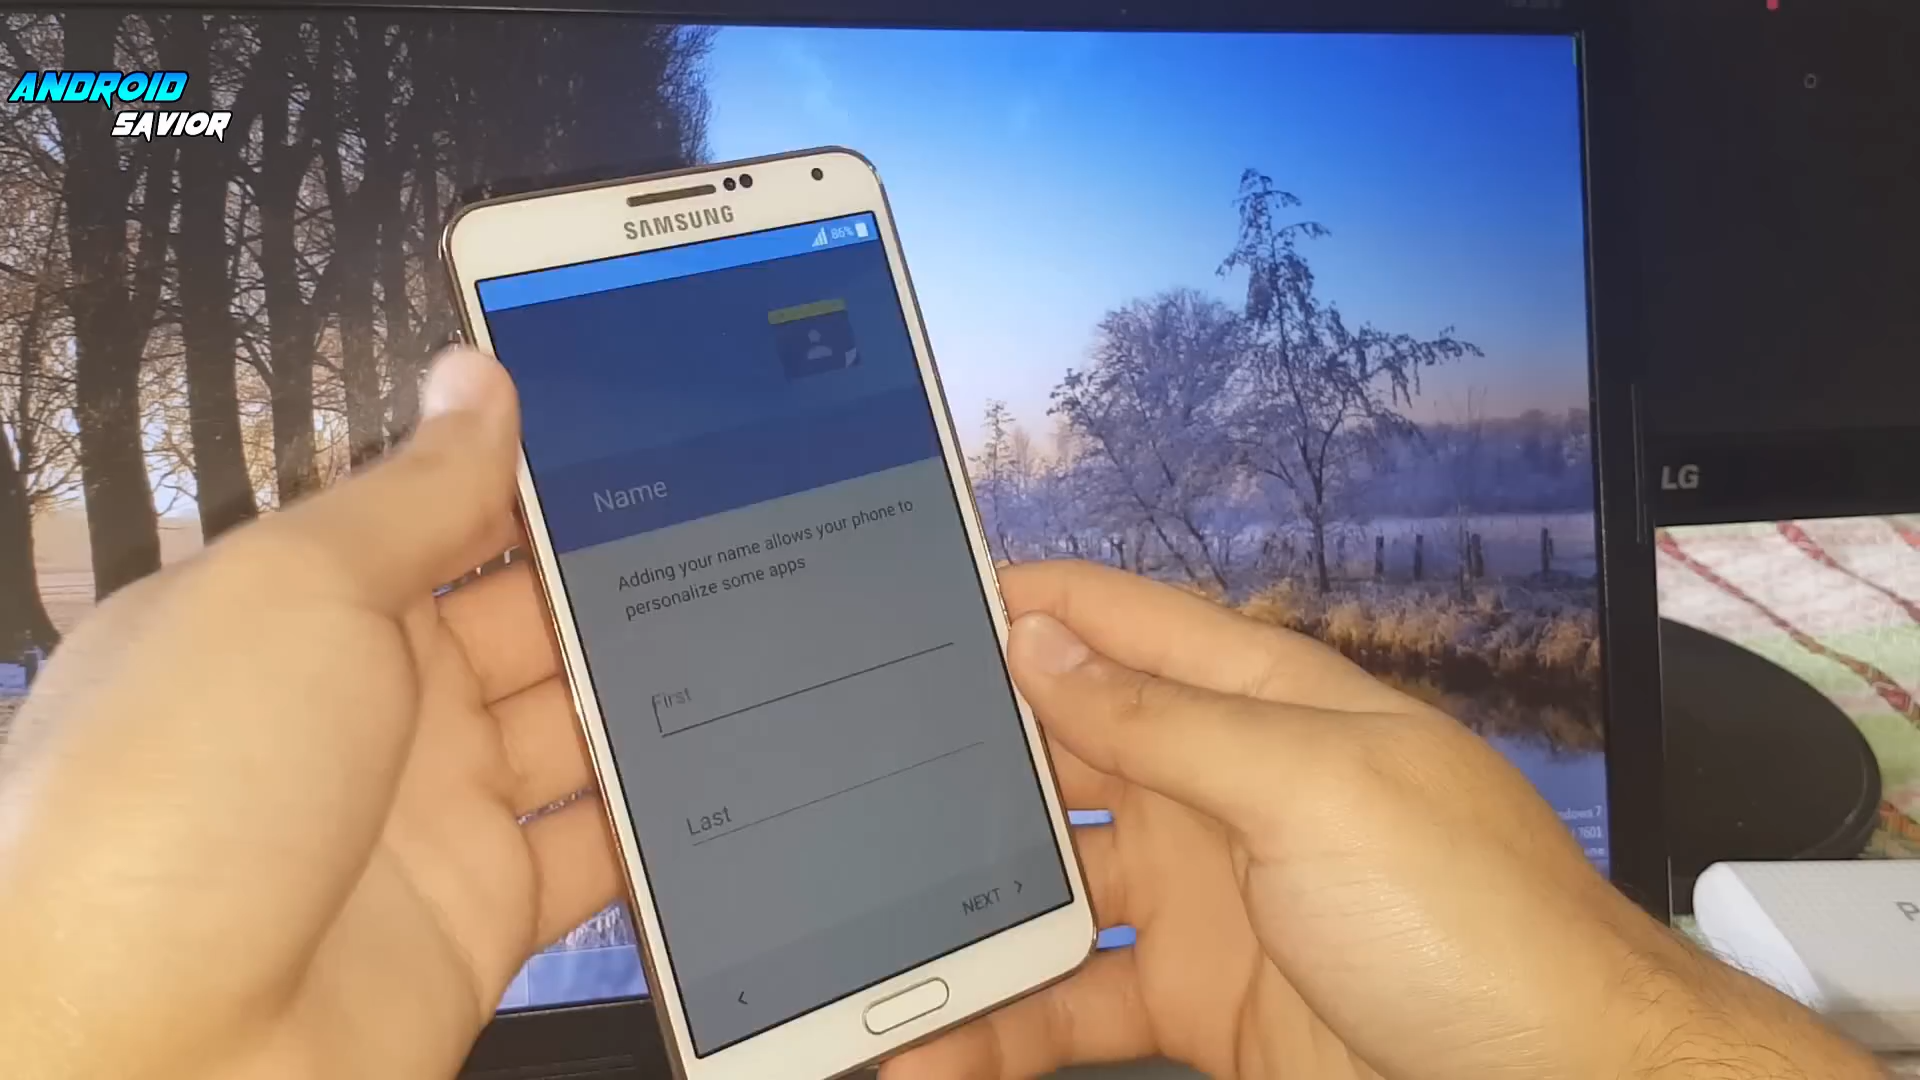 ANDROID
SAVIOR
SAMSUNG
86%
Name
Adding your name allows your phone to
personalize some apps
First
Last
NEXT
LG
7601